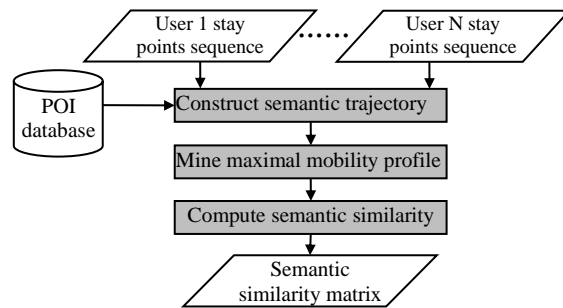 User 1 stay
points sequence
......
User N stay
points sequence
POI
database
Construct semantic trajectory
Mine maximal mobility profile
Compute semantic similarity
Semantic
similarity matrix